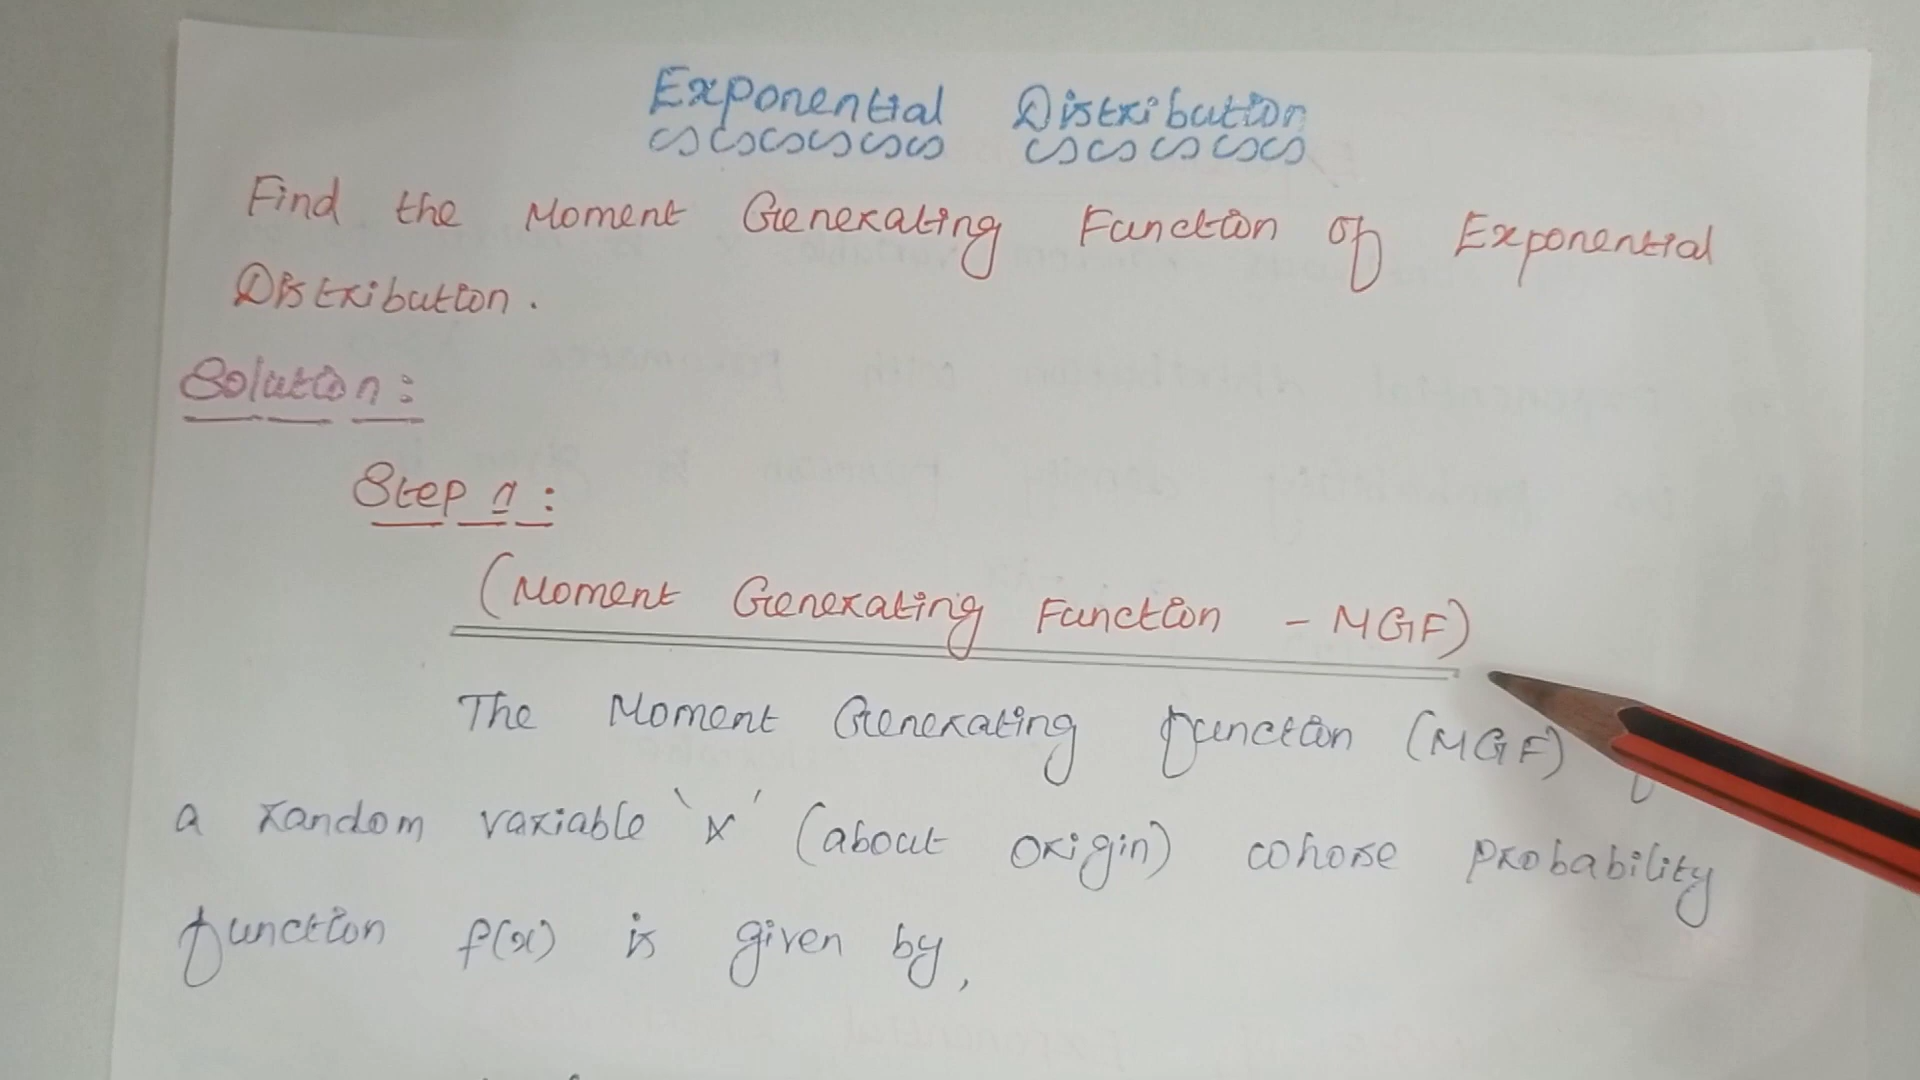 Exponential Distribution
Find the Moment Generating Function of Exponential
Distribution.
Solution:
Step 1:
(Moment Generating Function - MGF)
The Moment Generating function (MGF)
a random variable 'X' (about origin) whose probability
function f(x) is given by,